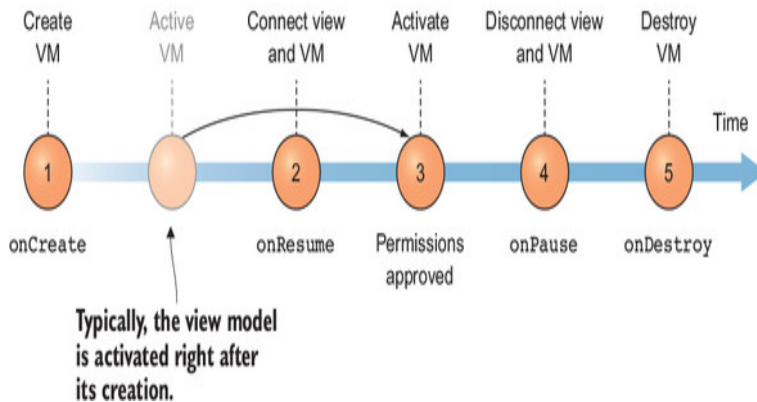 Create
VM
Active
VM
Connect view
and VM
Activate
VM
Disconnect view
and VM
Destroy
VM
Time
1
2
3
4
5
onCreate
onResume
Permissions
approved
onPause
onDestroy
Typically, the view model
is activated right after
its creation.